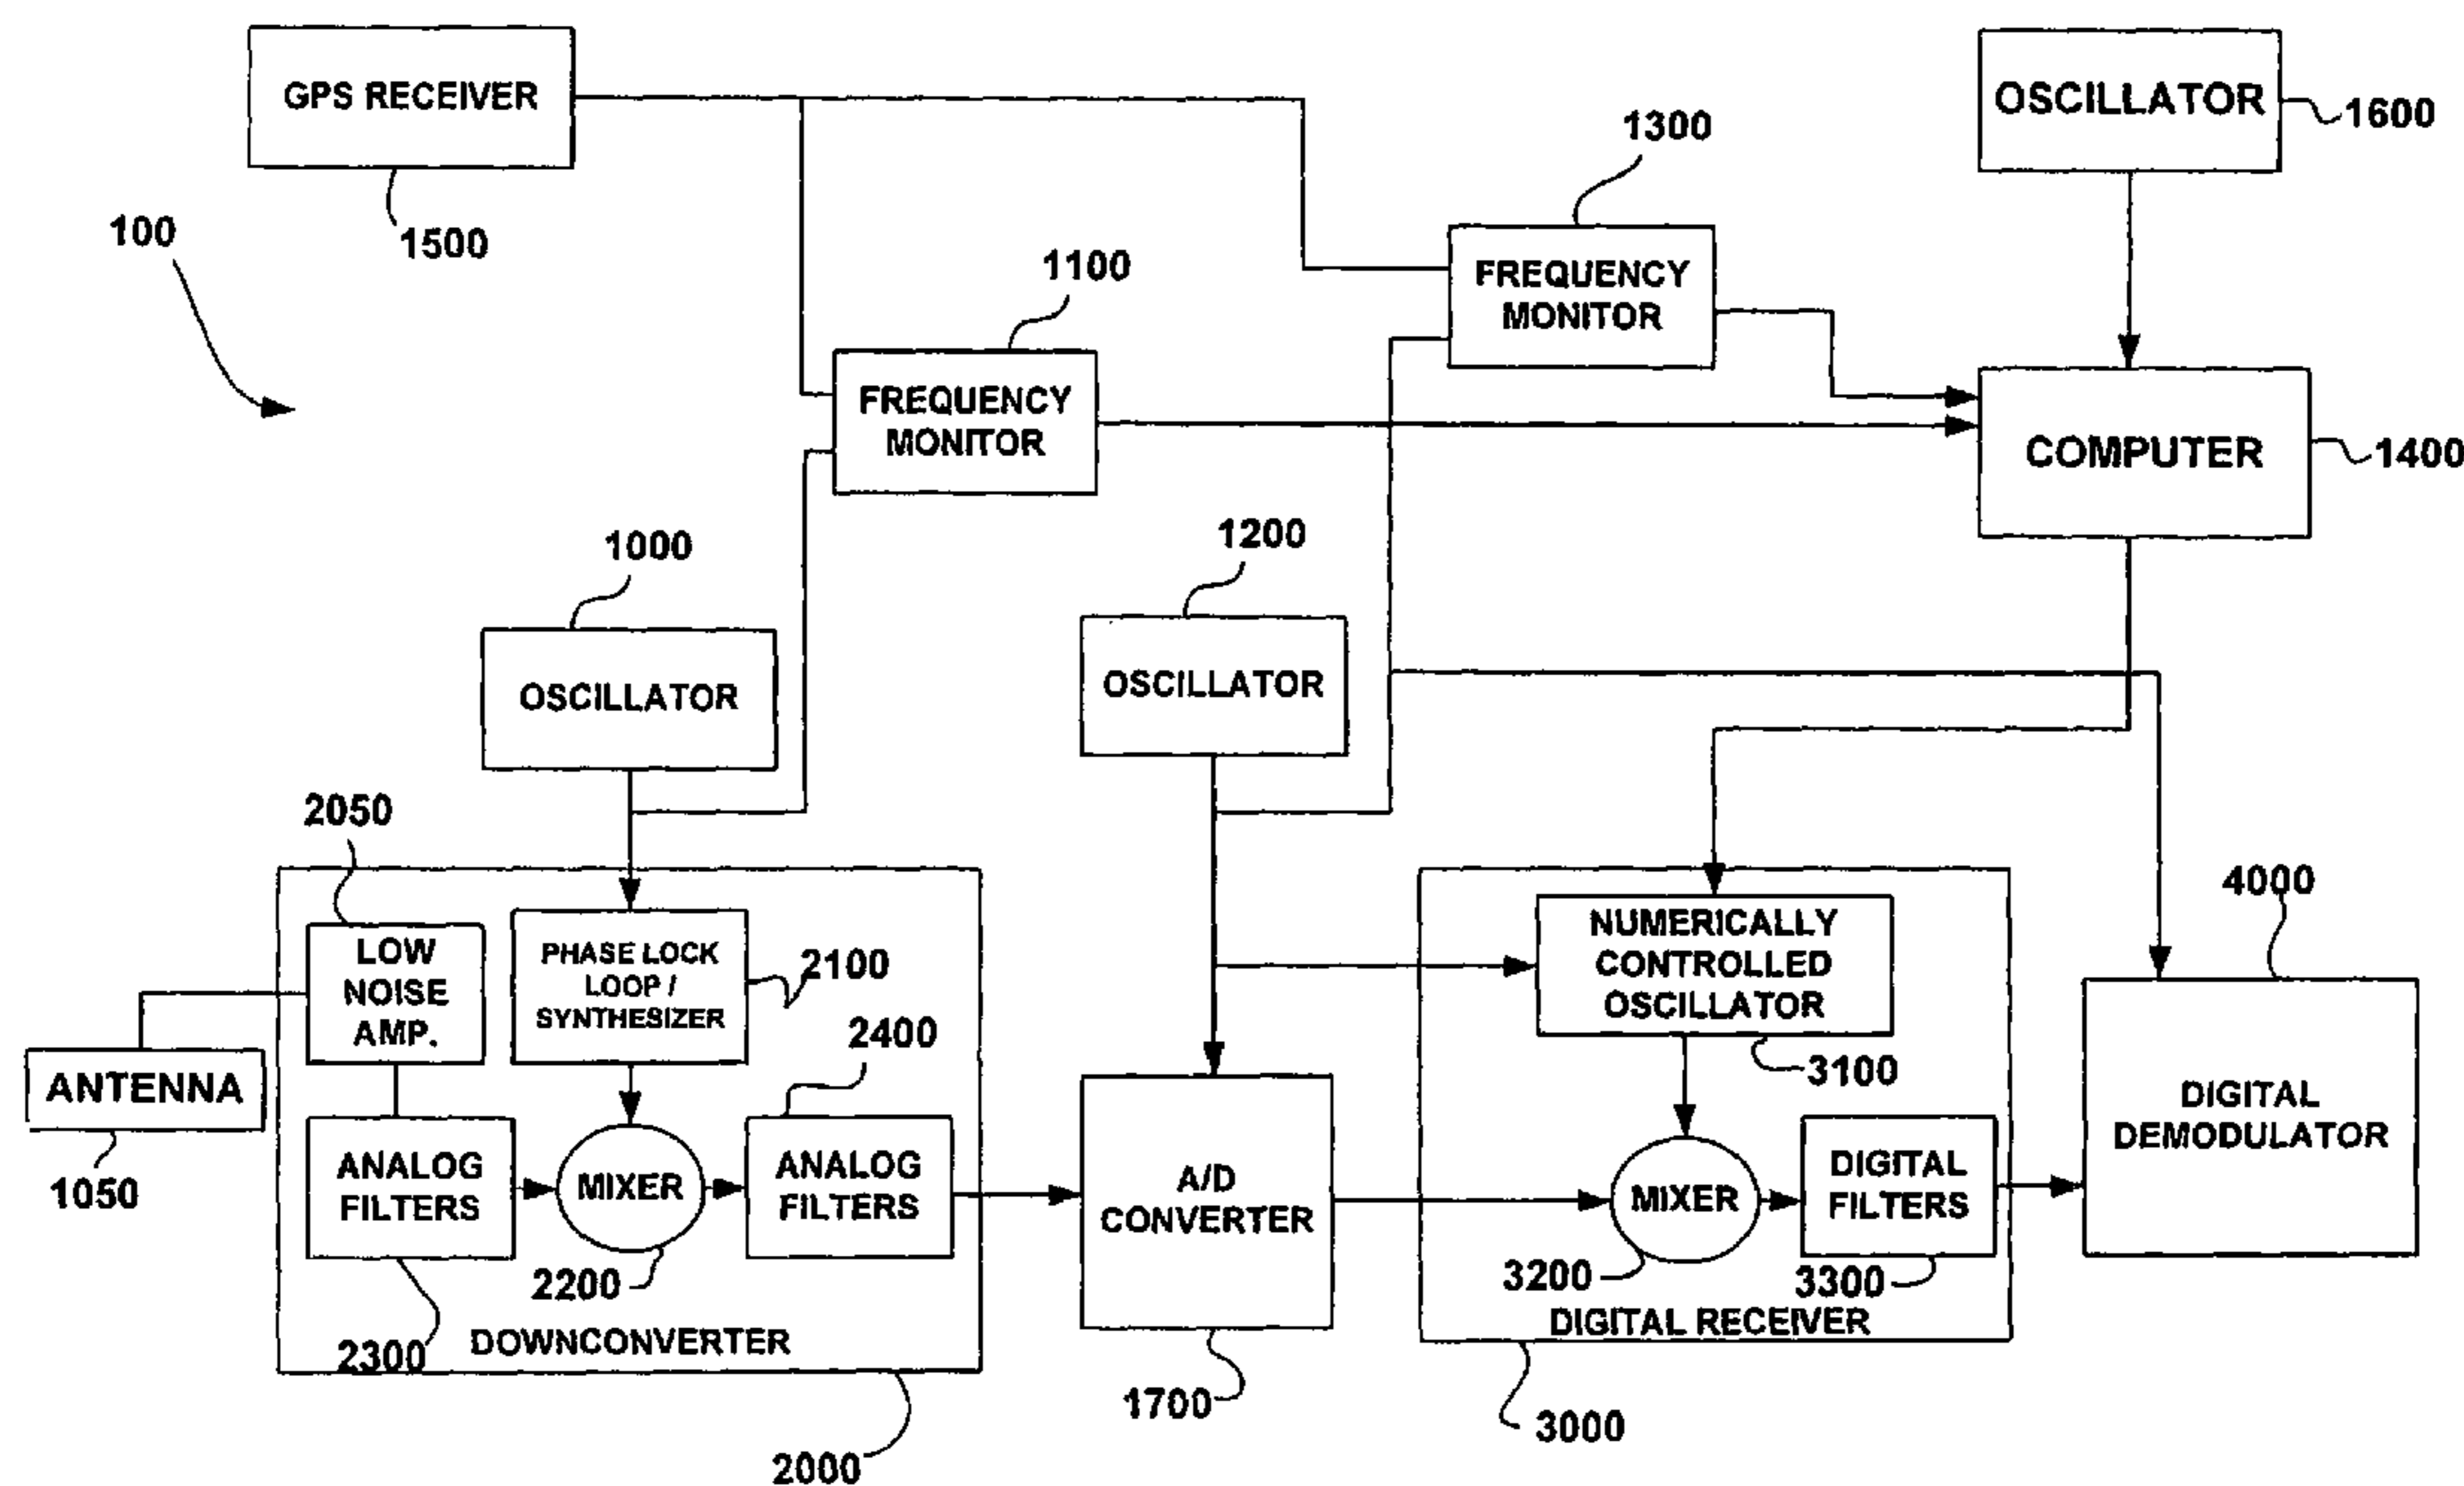 GPS RECEIVER
1500
100
OSCILLATOR
1600
1300
FREQUENCY
MONITOR
1100
FREQUENCY
MONITOR
COMPUTER
1400
1000
OSCILLATOR
1200
OSCILLATOR
2050
LOW
NOISE
AMP.
PHASE LOCK
LOOP /
SYNTHESIZER
2100
2400
ANTENNA
1050
ANALOG
FILTERS
MIXER
ANALOG
FILTERS
2200
2300
DOWNCONVERTER
2000
A/D
CONVERTER
1700
NUMERICALLY
CONTROLLED
OSCILLATOR
3100
MIXER
DIGITAL
FILTERS
3200
3300
DIGITAL RECEIVER
3000
4000
DIGITAL
DEMODULATOR